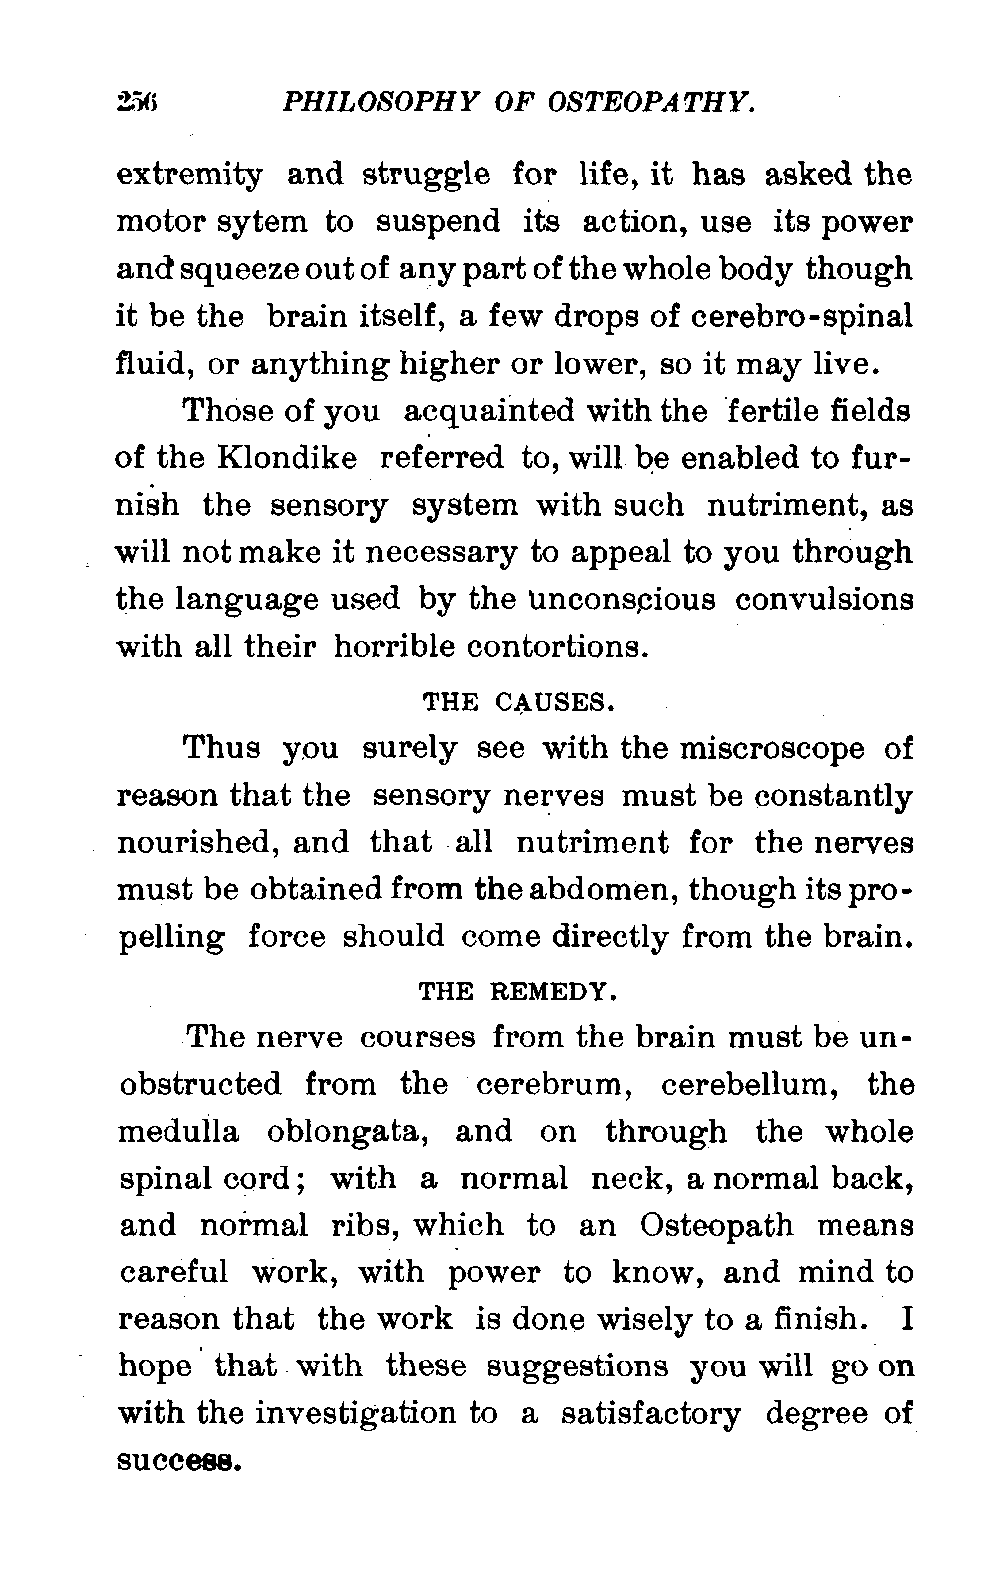 256 PHILOSOPHY OF OSTEOPATHY.
extremity and struggle for life, it has asked the
motor sytem to suspend its action, use its power
and squeeze out of any part of the whole body though
it be the brain itself, a few drops of cerebro-spinal
fluid, or anything higher or lower, so it may live.
Those of you acquainted with the fertile fields
of the Klondike referred to, will be enabled to fur-
nish the sensory system with such nutriment, as
will not make it necessary to appeal to you through
the language used by the unconscious convulsions
with all their horrible contortions.
THE CAUSES.
Thus you surely see with the miscroscope of
reason that the sensory nerves must be constantly
nourished, and that all nutriment for the nerves
must be obtained from the abdomen, though its pro-
pelling force should come directly from the brain.
THE REMEDY.
The nerve courses from the brain must be un-
obstructed from the cerebrum, cerebellum, the
medulla oblongata, and on through the whole
spinal cord; with a normal neck, a normal back,
and normal ribs, which to an Osteopath means
careful work, with power to know, and mind to
reason that the work is done wisely to a finish. I
hope that with these suggestions you will go on
with the investigation to a satisfactory degree of
success.